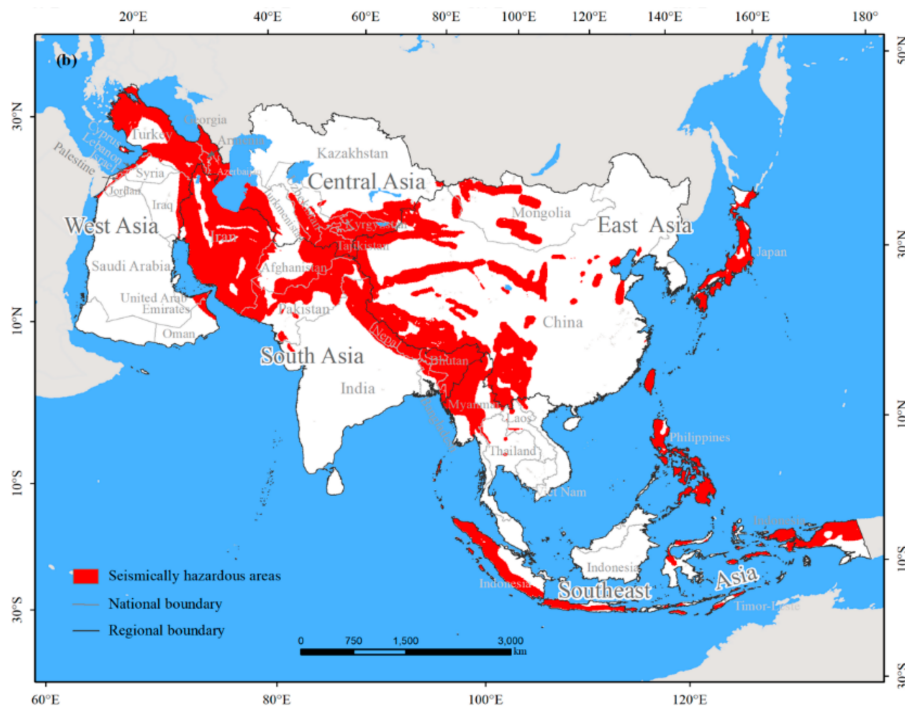 20° 40°E 60°E 80°E 100°E 120°E 140°E 160°E 180°
(b)
50°N
30°N
Georgia
Turkey
Cyprus
Lebanon
Israel
Palestine
Syria
Jordan
Iraq
Azerbaijan
Kazakhstan
Central Asia
Turkmenistan
Kyrgyzstan
Tajikistan
Mongolia
East Asia
West Asia
Iran
Japan
Saudi Arabia
Afghanistan
United Arab
Emirates
Pakistan
Oman
10°N
China
Nepal
South Asia
Bhutan
India
Myanmar
Laos
Thailand
Viet Nam
Philippines
10°S
10°S
Indonesia
Indonesia
Southeast
Asia
Timor-Leste
30°S
Seismically hazardous areas
National boundary
Regional boundary
0 750 1,500 3,000
km
60°E 80°E 100°E 120°E